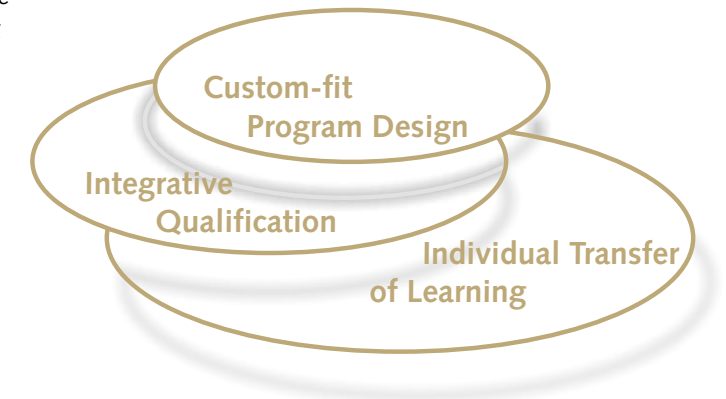 Custom-fit
Program Design
Integrative
Qualification
Individual Transfer
of Learning